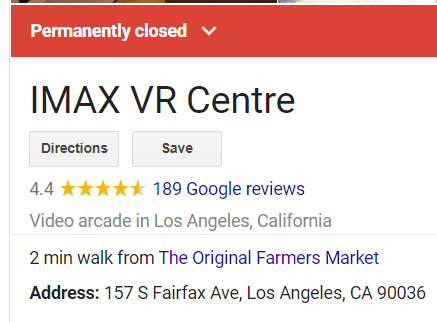 Permanently closed
IMAX VR Centre
Directions Save
4.4 189 Google reviews
Video arcade in Los Angeles, California
2 min walk from The Original Farmers Market
Address: 157 S Fairfax Ave, Los Angeles, CA 90036